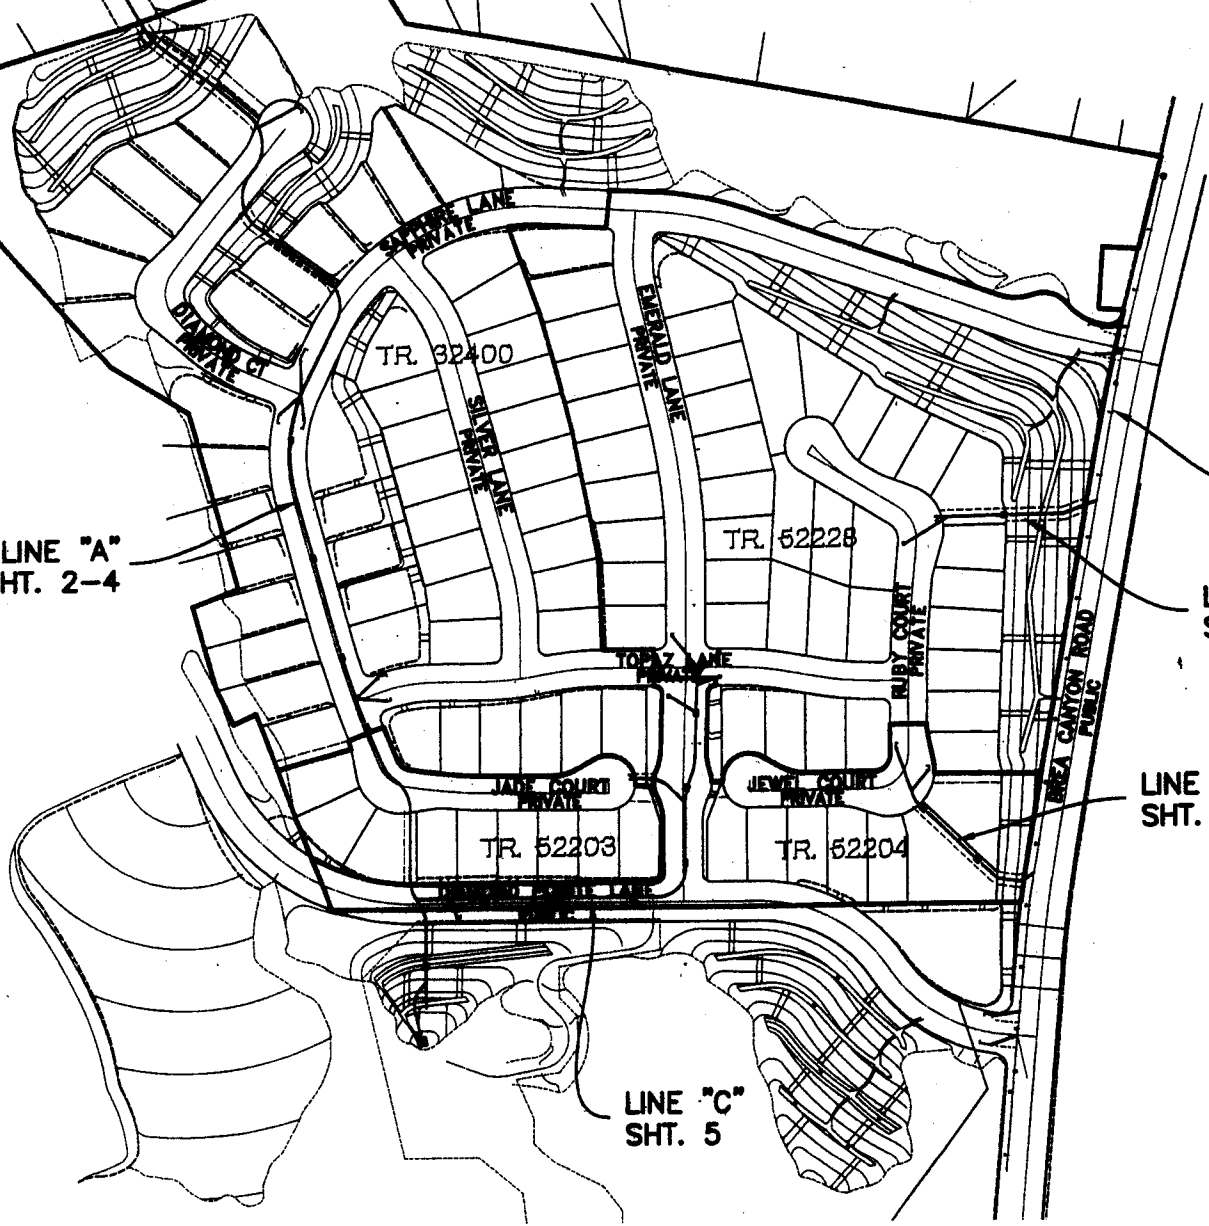 SAPPHIRE LANE
PRIVATE
DIAMOND CT
PRIVATE
TR. 32400
EMERALD LANE
PRIVATE
SILVER LANE
PRIVATE
TR. 52228
LINE "A"
HT. 2-4
RUBY COURT
PRIVATE
BREA CANYON ROAD
PUBLIC
TOPAZ LANE
PRIVATE
JADE COURT
PRIVATE
JEWEL COURT
PRIVATE
LINE
SHT.
TR. 52203
TR. 52204
DIAMOND POINTE LANE
LINE "C"
SHT. 5